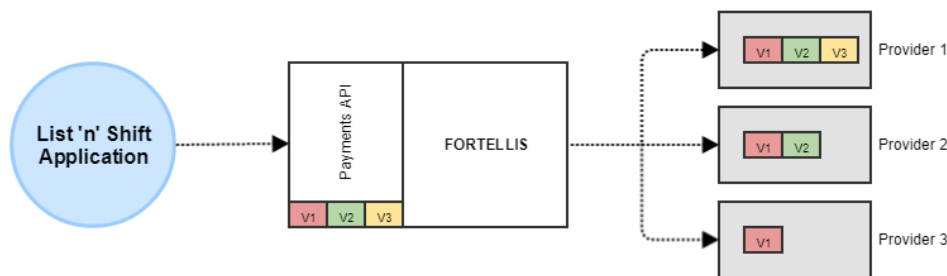 List 'n' Shift
Application
Payments API
V1 V2 V3
FORTELLIS
V1 V2 V3
Provider 1
V1 V2
Provider 2
V1
Provider 3